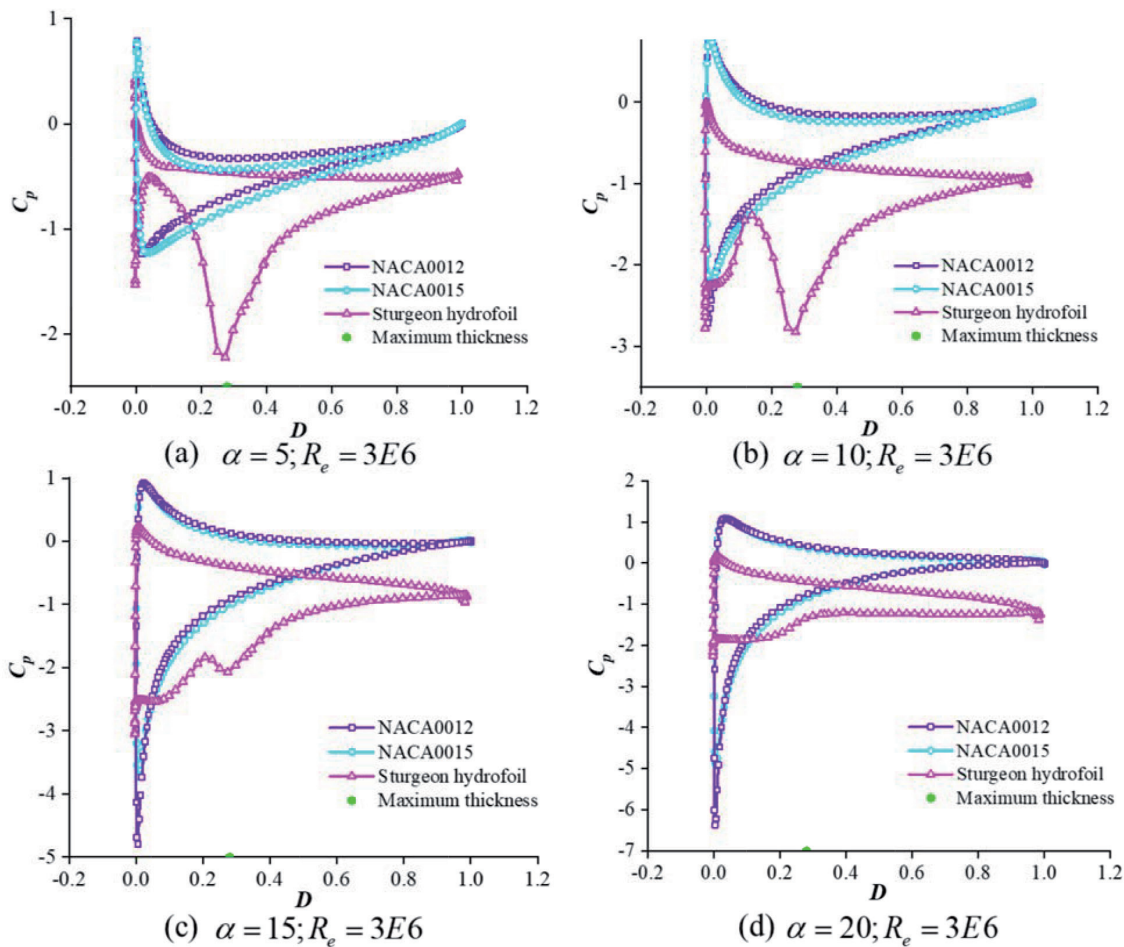 1
0
-1
-2
C_p
NACA0012
NACA0015
Sturgeon hydrofoil
Maximum thickness
-0.2 0.0 0.2 0.4 0.6 0.8 1.0 1.2
D
(a) α = 5; R_e = 3E6
0
-1
-2
-3
C_p
NACA0012
NACA0015
Sturgeon hydrofoil
Maximum thickness
-0.2 0.0 0.2 0.4 0.6 0.8 1.0 1.2
D
(b) α = 10; R_e = 3E6
1
0
-1
-2
-3
-4
-5
C_p
NACA0012
NACA0015
Sturgeon hydrofoil
Maximum thickness
-0.2 0.0 0.2 0.4 0.6 0.8 1.0 1.2
D
(c) α = 15; R_e = 3E6
2
1
0
-1
-2
-3
-4
-5
-6
-7
C_p
NACA0012
NACA0015
Sturgeon hydrofoil
Maximum thickness
-0.2 0.0 0.2 0.4 0.6 0.8 1.0 1.2
D
(d) α = 20; R_e = 3E6